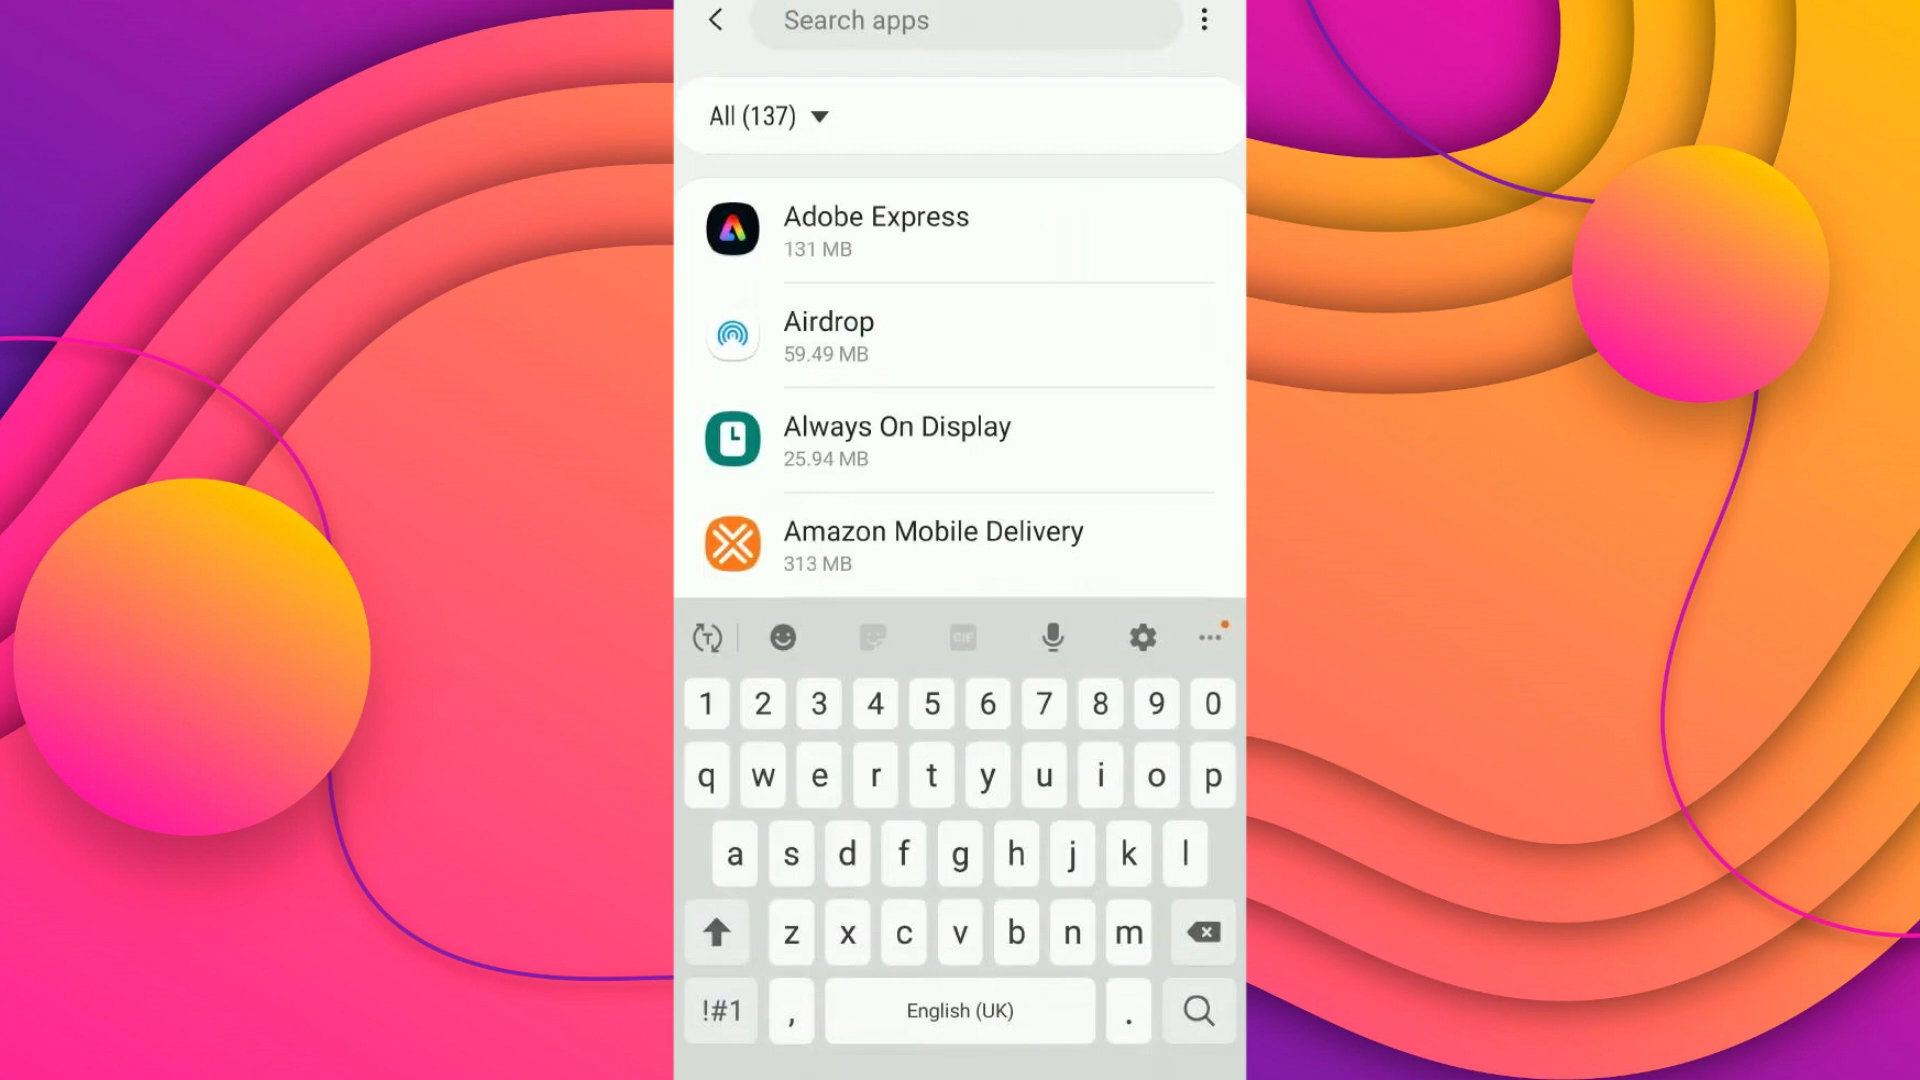 Search apps
All (137)
Adobe Express
131 MB
Airdrop
59.49 MB
Always On Display
25.94 MB
Amazon Mobile Delivery
313 MB
T GIF
1 2 3 4 5 6 7 8 9 0
q w e r t y u i o p
a s d f g h j k l
z x c v b n m
!#1 , English (UK) .